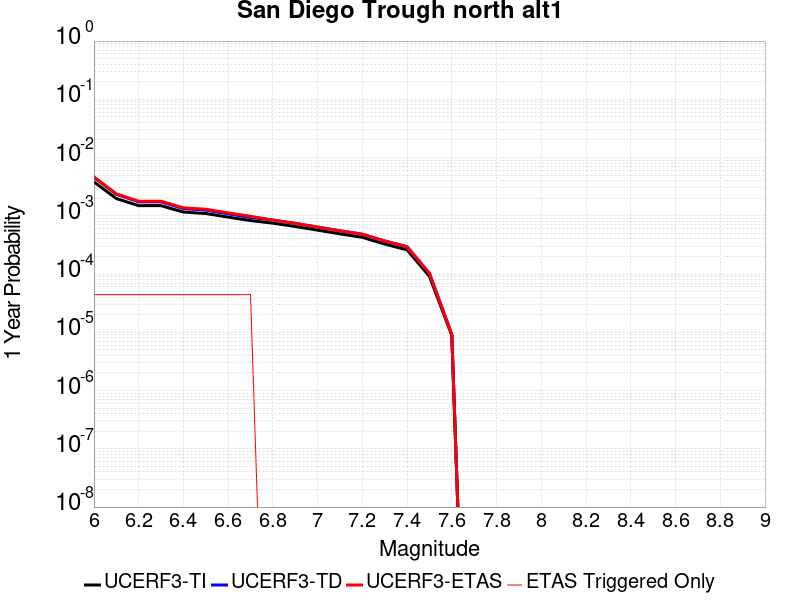 San Diego Trough north alt1
10^0
10^-1
10^-2
10^-3
10^-4
10^-5
10^-6
10^-7
10^-8
1 Year Probability
6 6.2 6.4 6.6 6.8 7 7.2 7.4 7.6 7.8 8 8.2 8.4 8.6 8.8 9
Magnitude
UCERF3-TI UCERF3-TD UCERF3-ETAS ETAS Triggered Only